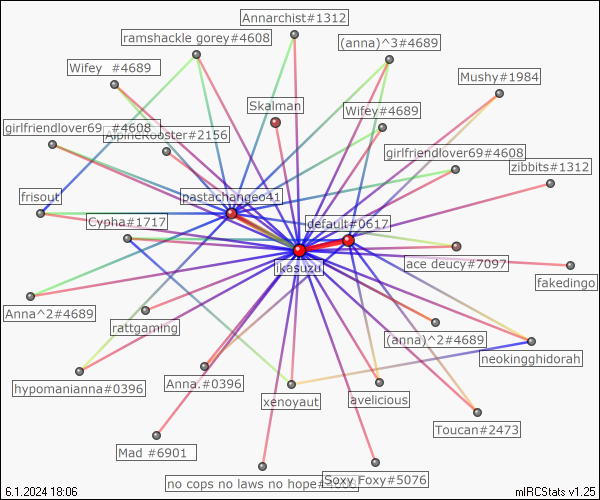 Annarchist#1312
ramshackle gorey#4608
(anna)^3#4689
Wifey  #4689
Mushy#1984
Skalman
Wifey#4689
girlfriendlover69  #4608
AlpineRooster#2156
girlfriendlover69#4608
zibbits#1312
frisout
pastachangeo41
Cypha#1717
default#0617
ikasuzu
ace deucy#7097
fakedingo
Anna^2#4689
rattgaming
(anna)^2#4689
neokingghidorah
hypomanianna#0396
Anna.#0396
xenoyaut
avelicious
Toucan#2473
Mad #6901
no cops no laws no hope#
Soxy Foxy#5076
6.1.2024 18:06
mIRCStats v1.25